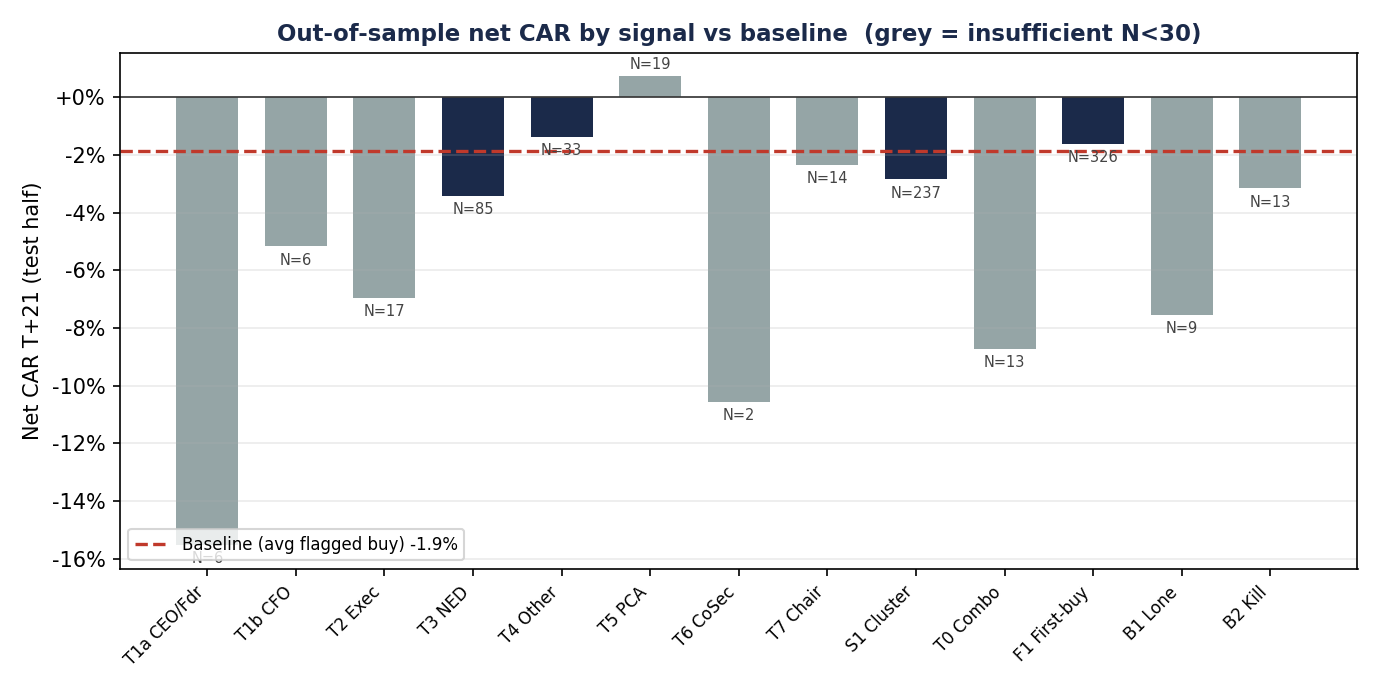 Out-of-sample net CAR by signal vs baseline (grey = insufficient N<30)
Net CAR T+21 (test half)
+0%
-2%
-4%
-6%
-8%
-10%
-12%
-14%
-16%
N=6
N=6
N=17
N=85
N=33
N=19
N=2
N=14
N=237
N=13
N=326
N=9
N=13
Baseline (avg flagged buy) -1.9%
T1a CEO/Fdr
T1b CFO
T2 Exec
T3 NED
T4 Other
T5 PCA
T6 CoSec
T7 Chair
S1 Cluster
T0 Combo
F1 First-buy
B1 Lone
B2 Kill